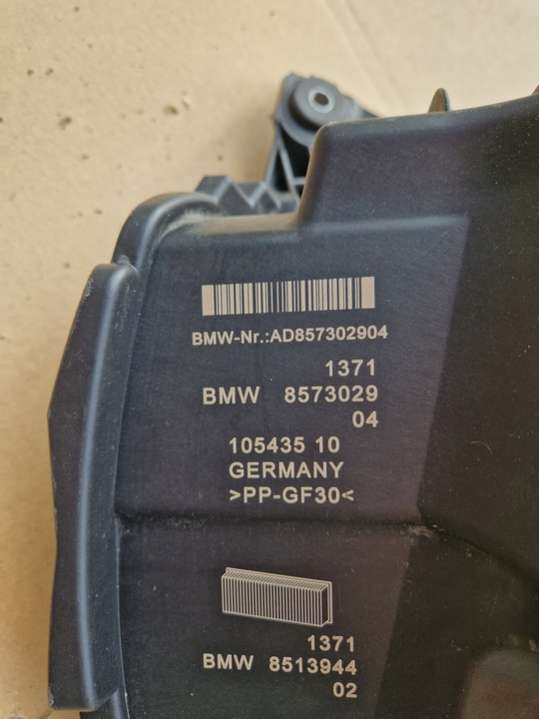 BMW-Nr.:AD857302904
1371
BMW 8573029
04
105435 10
GERMANY
>PP-GF30<
1371
BMW 8513944
02